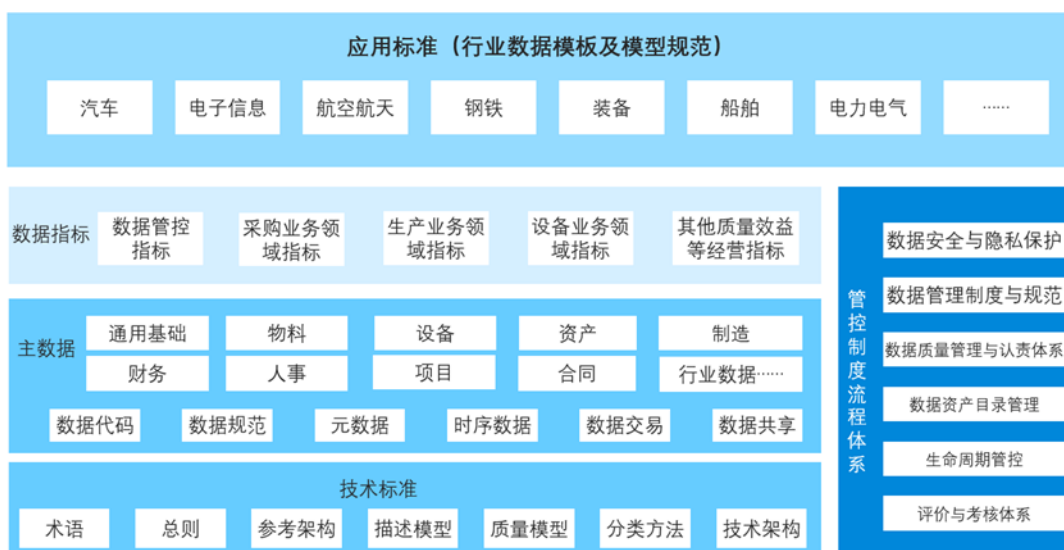 应用标准（行业数据模板及模型规范）
汽车 电子信息 航空航天 钢铁 装备 船舶 电力电气 ……
数据指标
数据管控
指标
采购业务领
域指标
生产业务领
域指标
设备业务领
域指标
其他质量效益
等经营指标
主数据
通用基础 物料 设备 资产 制造
财务 人事 项目 合同 行业数据……
数据代码 数据规范 元数据 时序数据 数据交易 数据共享
技术标准
术语 总则 参考架构 描述模型 质量模型 分类方法 技术架构
管控制度流程体系
数据安全与隐私保护
数据管理制度与规范
数据质量管理与认责体系
数据资产目录管理
生命周期管控
评价与考核体系